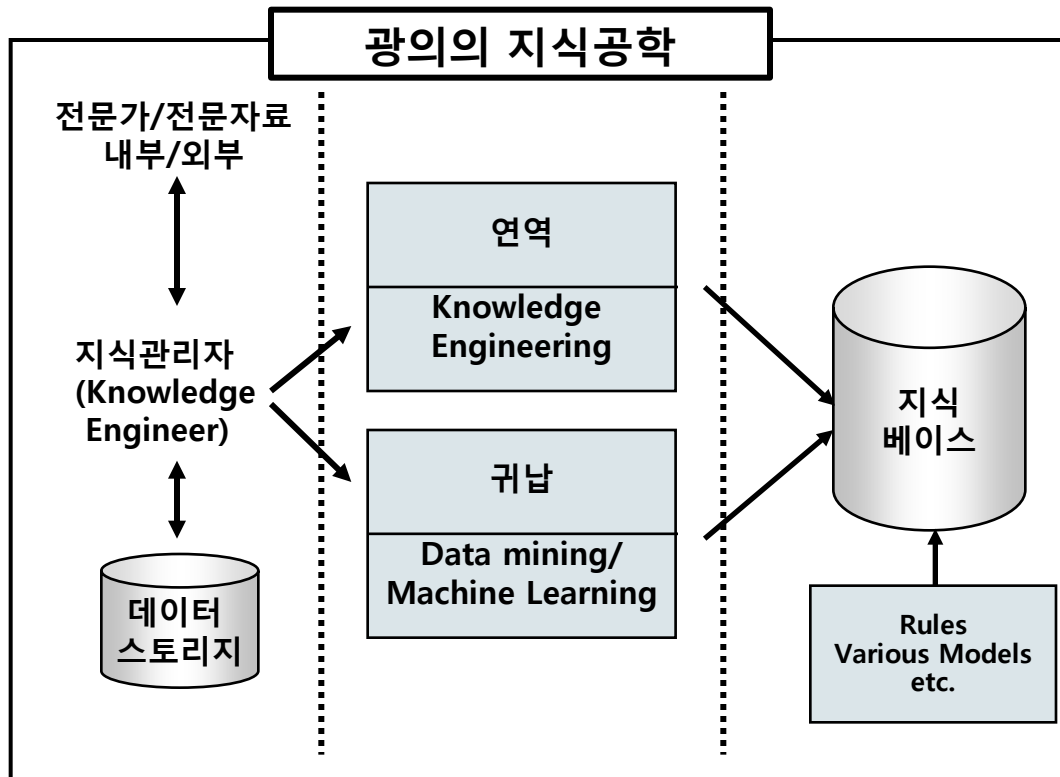 광의의 지식공학
전문가/전문자료
내부/외부
지식관리자
(Knowledge
Engineer)
데이터
스토리지
연역
Knowledge
Engineering
귀납
Data mining/
Machine Learning
지식
베이스
Rules
Various Models
etc.